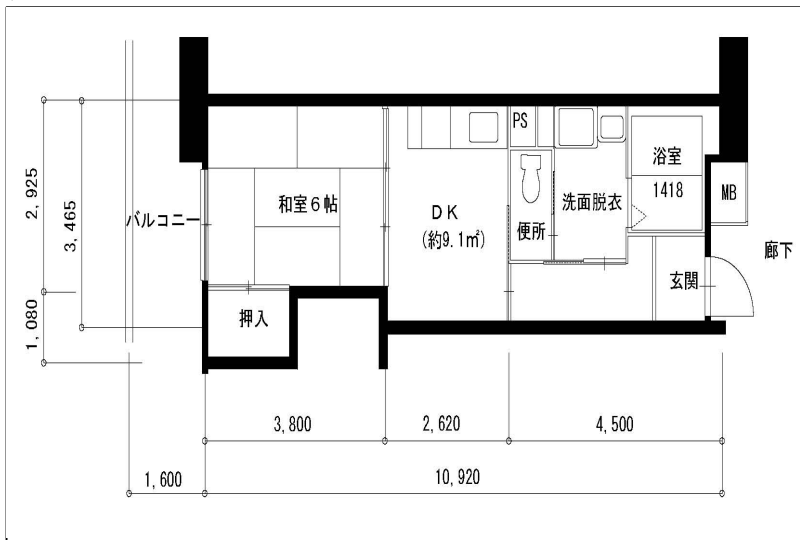 PS
浴室
1418
MB
2,925
3,465
バルコニー
和室6帖
DK
(約9.1㎡)
便所
洗面脱衣
廊下
玄関
1,080
押入
3,800
2,620
4,500
1,600
10,920